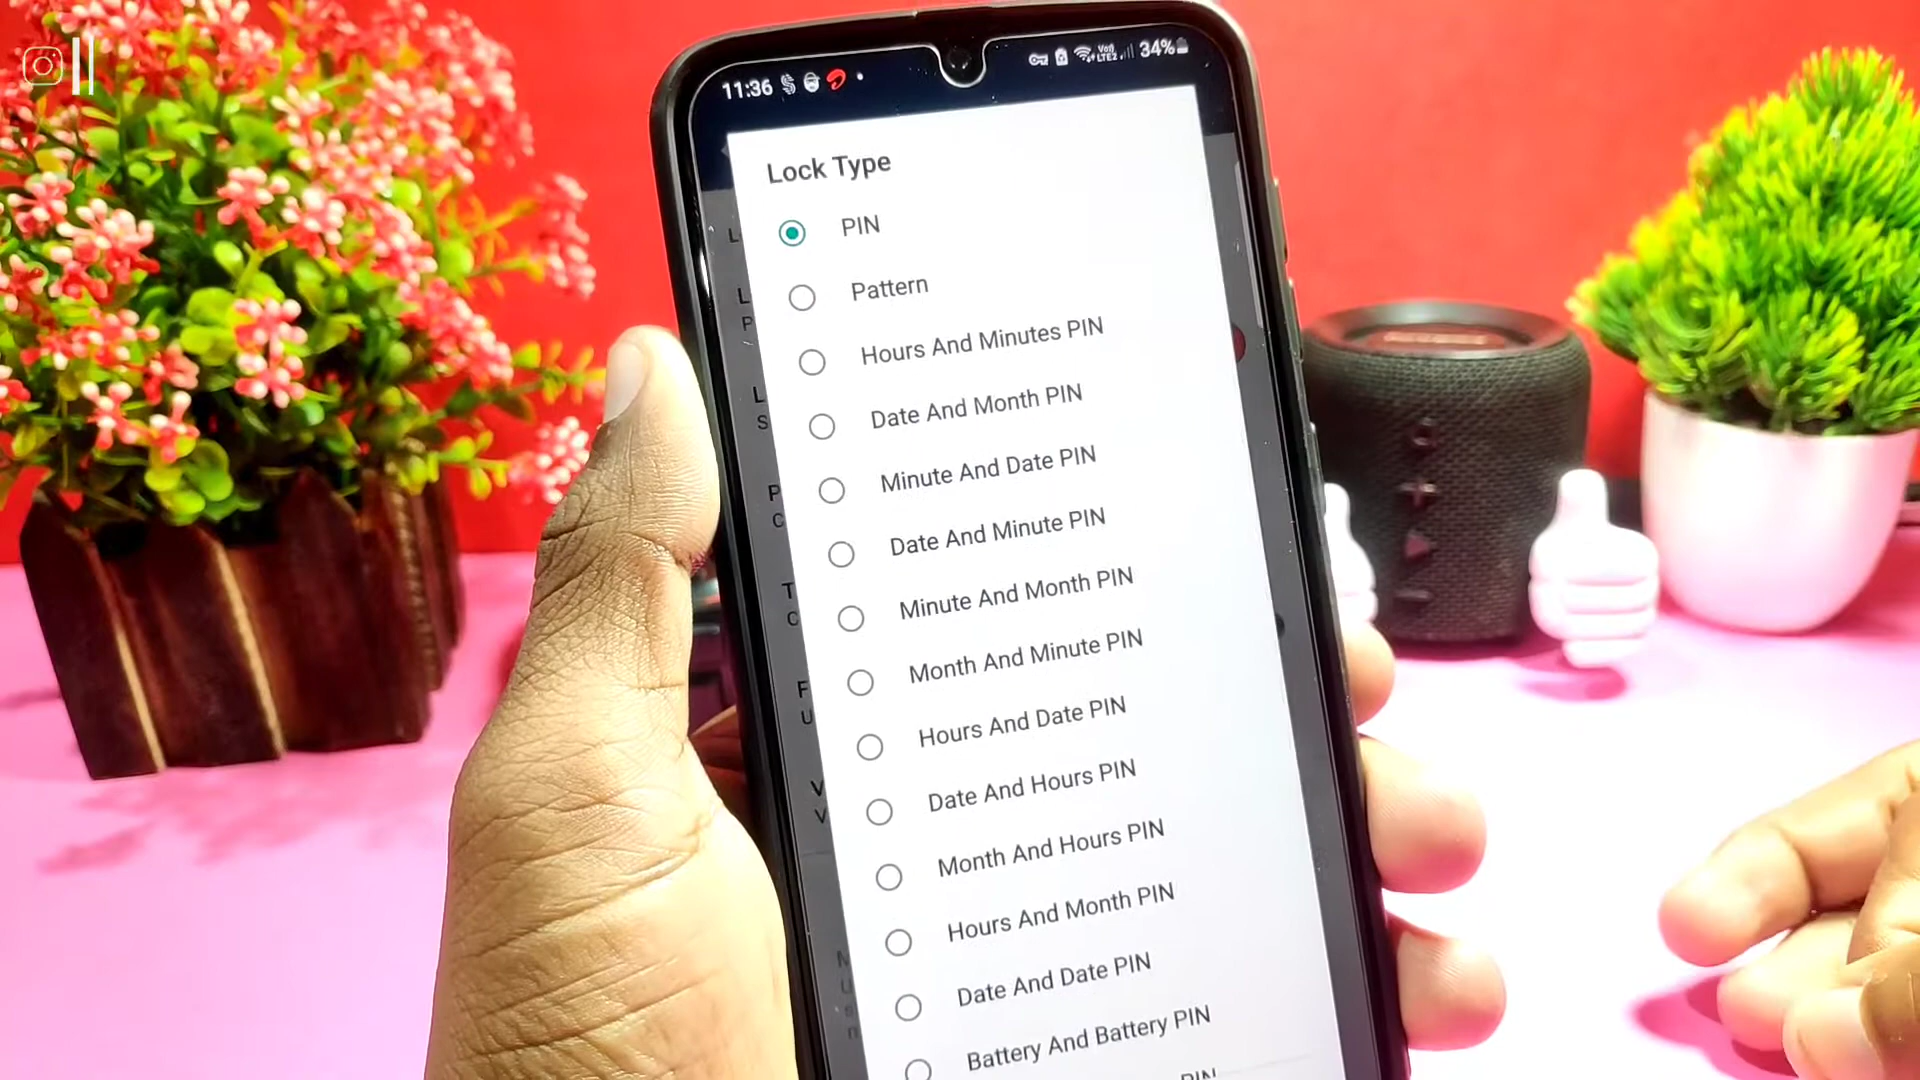 11:36
34%
Lock Type
PIN
Pattern
Hours And Minutes PIN
Date And Month PIN
Minute And Date PIN
Date And Minute PIN
Minute And Month PIN
Month And Minute PIN
Hours And Date PIN
Date And Hours PIN
Month And Hours PIN
Hours And Month PIN
Date And Date PIN
Battery And Battery PIN
PIN